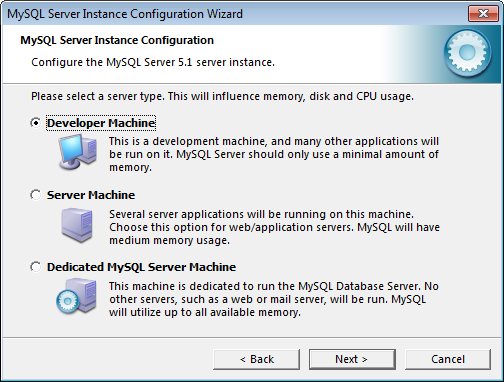 MySQL Server Instance Configuration Wizard
MySQL Server Instance Configuration
Configure the MySQL Server 5.1 server instance.
Please select a server type. This will influence memory, disk and CPU usage.
Developer Machine
This is a development machine, and many other applications will
be run on it. MySQL Server should only use a minimal amount of
memory.
Server Machine
Several server applications will be running on this machine.
Choose this option for web/application servers. MySQL will have
medium memory usage.
Dedicated MySQL Server Machine
This machine is dedicated to run the MySQL Database Server. No
other servers, such as a web or mail server, will be run. MySQL
will utilize up to all available memory.
< Back
Next >
Cancel